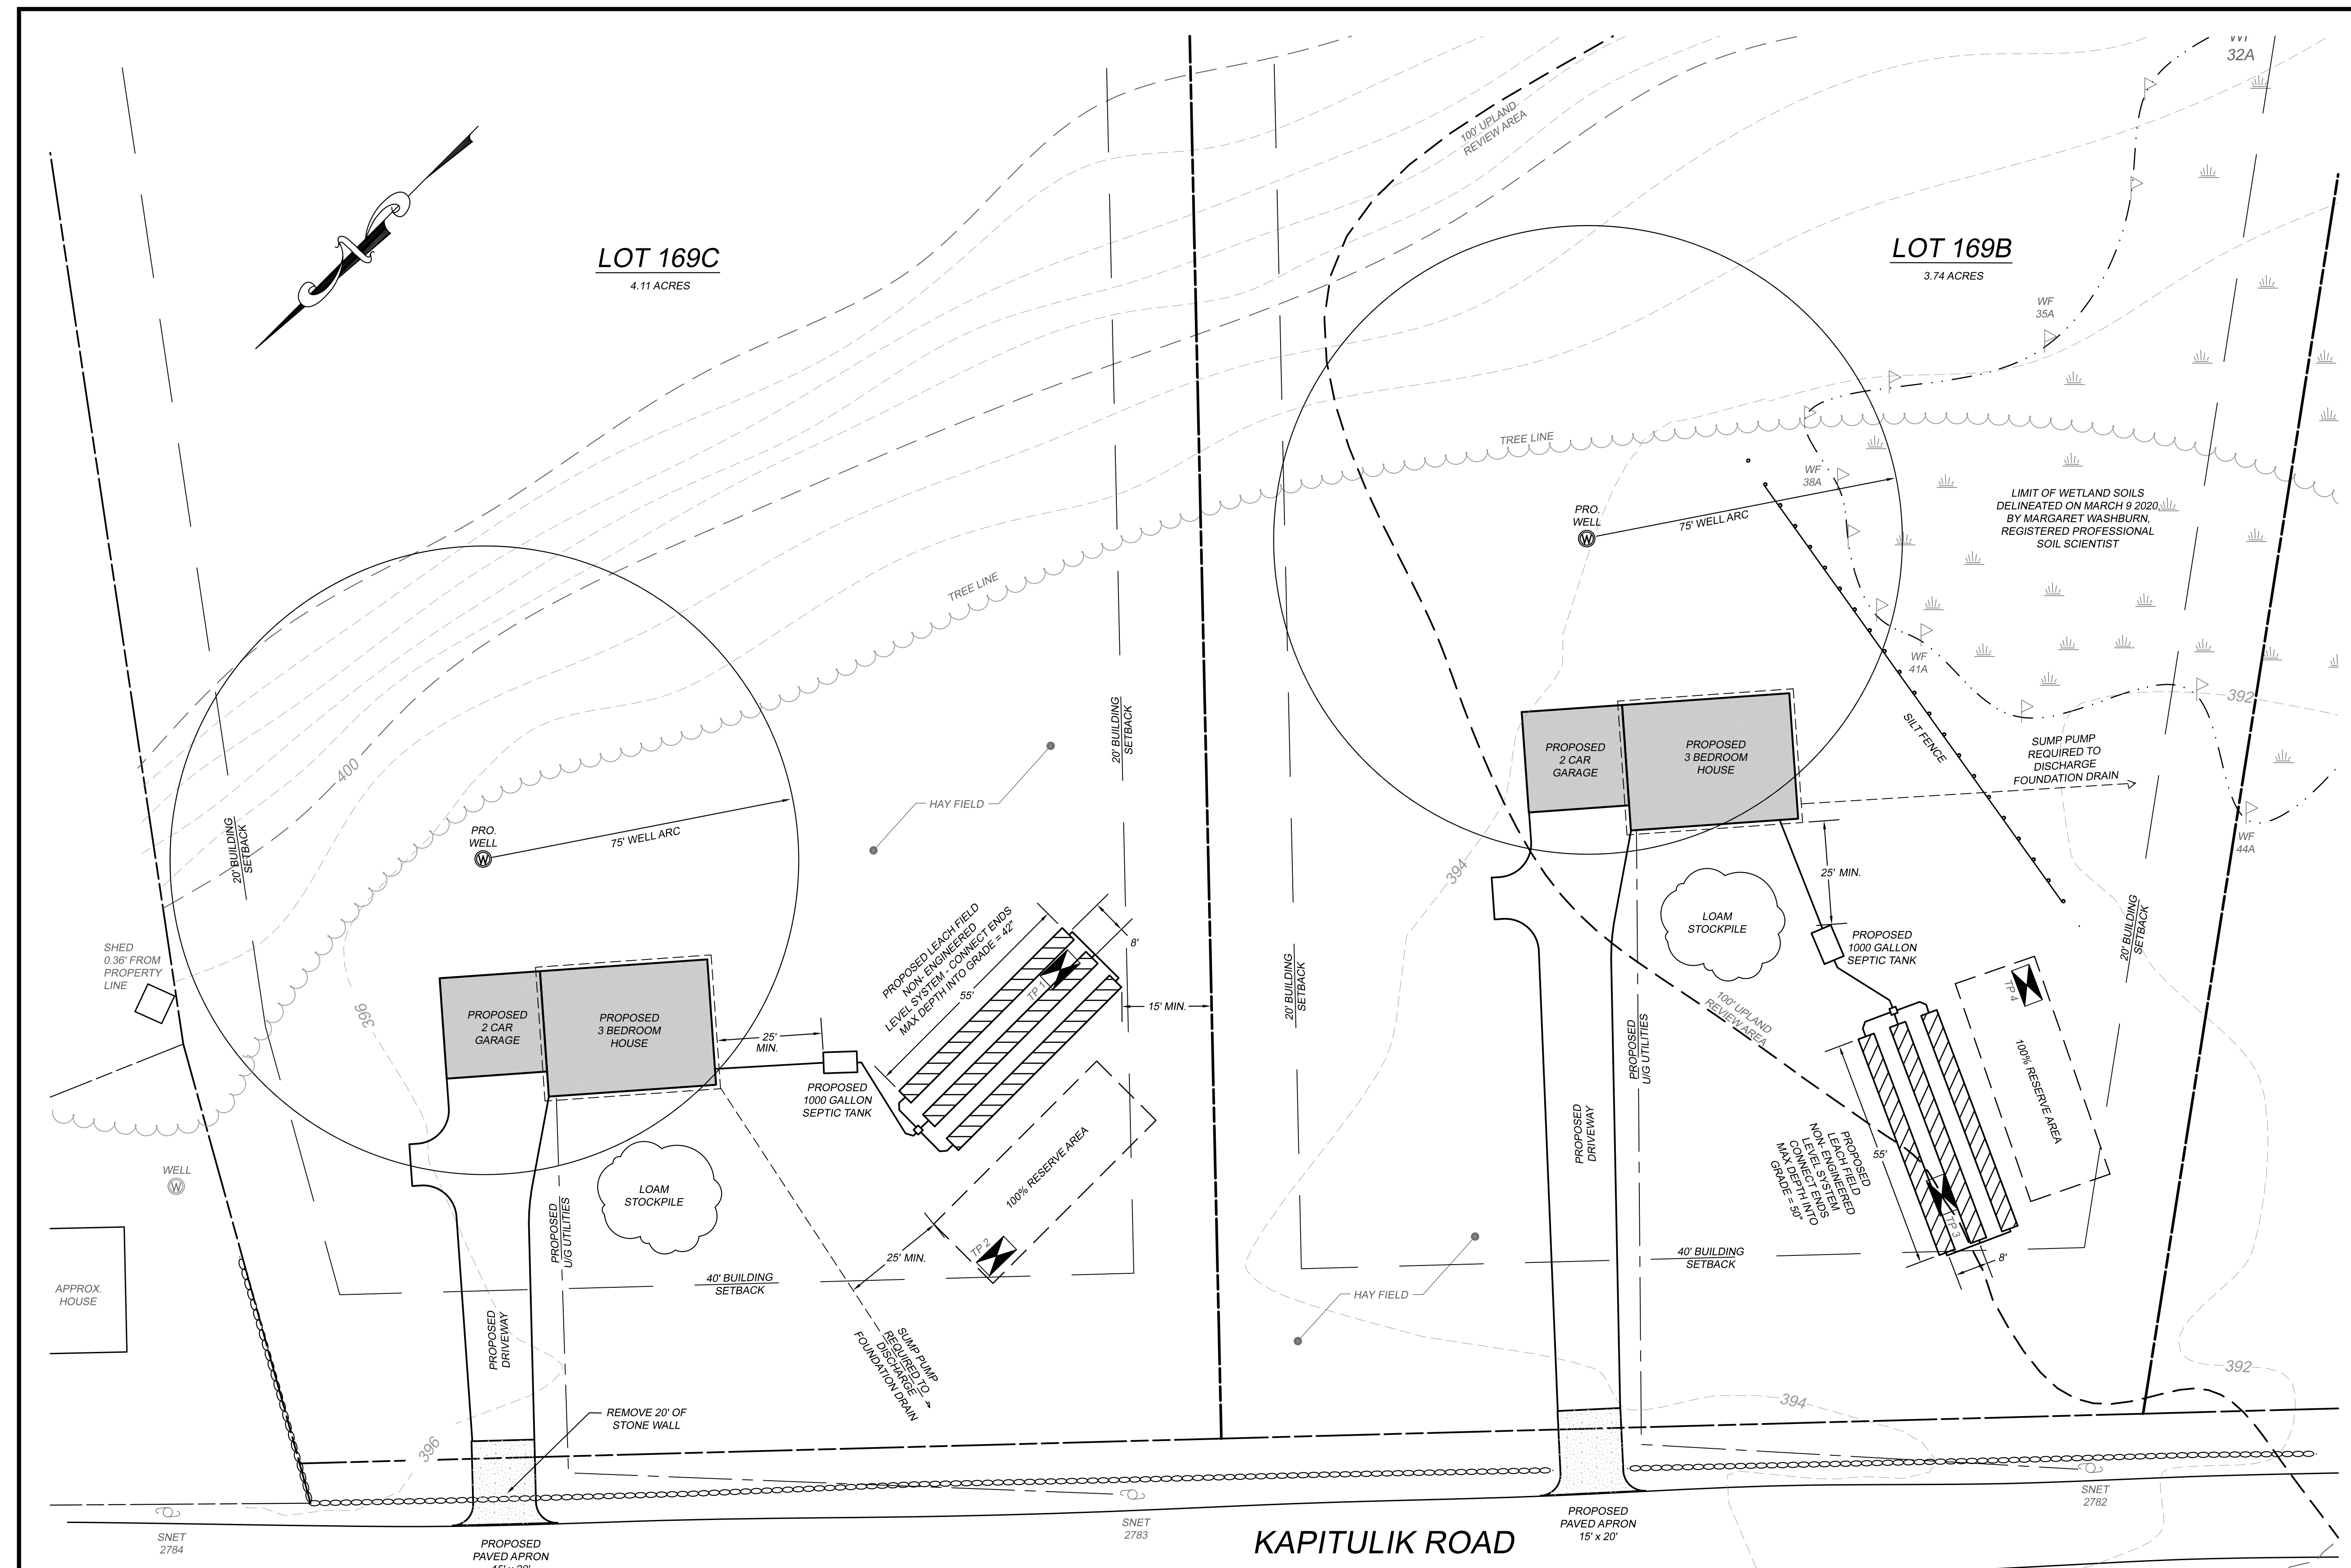 WF
32A
100' UPLAND
REVIEW AREA
LOT 169C
4.11 ACRES
LOT 169B
3.74 ACRES
WF
35A
TREE LINE
WF
38A
LIMIT OF WETLAND SOILS
DELINEATED ON MARCH 9 2020,
BY MARGARET WASHBURN,
REGISTERED PROFESSIONAL
SOIL SCIENTIST
PRO.
WELL
W
75' WELL ARC
TREE LINE
WF
41A
392
20' BUILDING
SETBACK
SILT FENCE
SUMP PUMP
REQUIRED TO
DISCHARGE
FOUNDATION DRAIN
PROPOSED
2 CAR
GARAGE
PROPOSED
3 BEDROOM
HOUSE
400
HAY FIELD
20' BUILDING
SETBACK
PRO.
WELL
W
75' WELL ARC
WF
44A
394
25' MIN.
LOAM
STOCKPILE
PROPOSED
1000 GALLON
SEPTIC TANK
20' BUILDING
SETBACK
SHED
0.36' FROM
PROPERTY
LINE
396
PROPOSED
2 CAR
GARAGE
PROPOSED
3 BEDROOM
HOUSE
25'
MIN.
PROPOSED
1000 GALLON
SEPTIC TANK
PROPOSED LEACH FIELD
NON- ENGINEERED
LEVEL SYSTEM - CONNECT ENDS
MAX DEPTH INTO GRADE = 42"
55'
TP 1
8'
15' MIN.
20' BUILDING
SETBACK
100' UPLAND
REVIEW AREA
PROPOSED
U/G UTILITIES
TP 4
100% RESERVE AREA
PROPOSED
DRIVEWAY
PROPOSED
LEACH FIELD
NON- ENGINEERED
LEVEL SYSTEM
CONNECT ENDS
MAX DEPTH INTO
GRADE = 50"
55'
TP 3
8'
WELL
W
LOAM
STOCKPILE
100% RESERVE AREA
PROPOSED
U/G UTILITIES
TP 2
25' MIN.
40' BUILDING
SETBACK
40' BUILDING
SETBACK
APPROX.
HOUSE
HAY FIELD
PROPOSED
DRIVEWAY
SUMP PUMP
REQUIRED TO
DISCHARGE
FOUNDATION DRAIN
392
394
REMOVE 20' OF
STONE WALL
396
SNET
2784
SNET
2783
SNET
2782
PROPOSED
PAVED APRON
15' x 20'
KAPITULIK ROAD
PROPOSED
PAVED APRON
15' x 20'